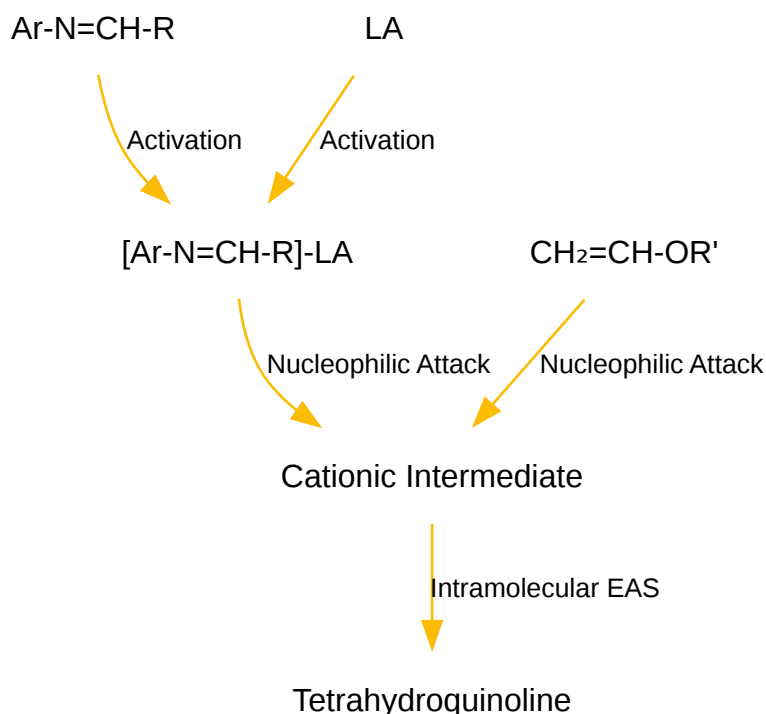 Ar-N=CH-R
LA
Activation
Activation
[Ar-N=CH-R]-LA
CH₂=CH-OR'
Nucleophilic Attack
Nucleophilic Attack
Cationic Intermediate
Intramolecular EAS
Tetrahydroquinoline